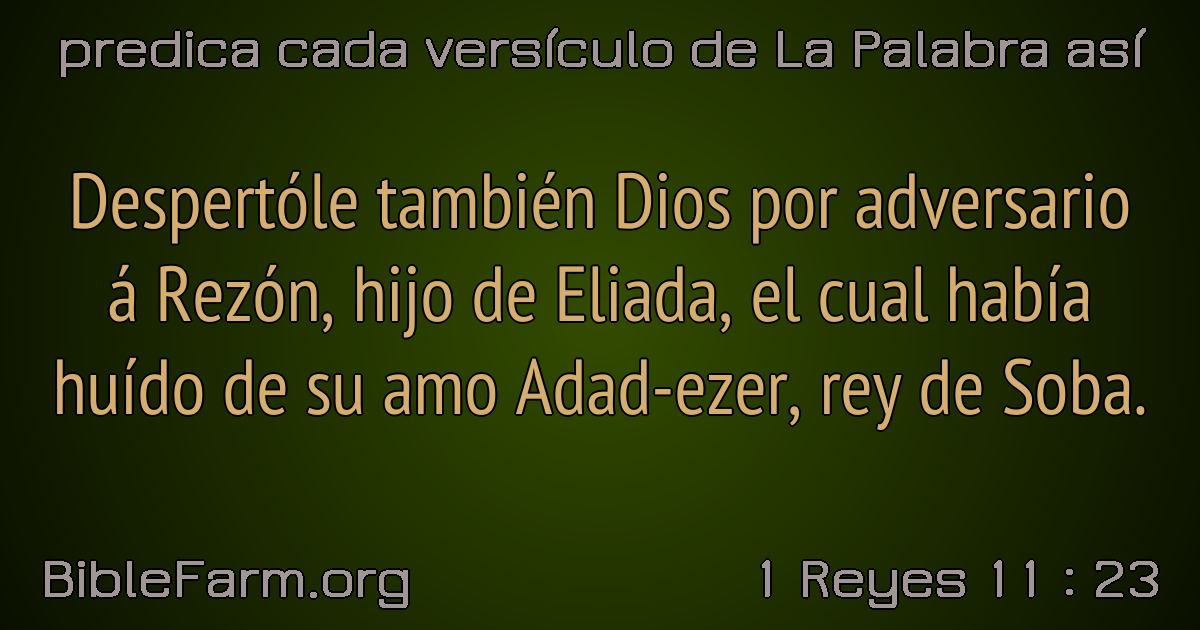 predica cada versículo de La Palabra así
Despertóle también Dios por adversario
á Rezón, hijo de Eliada, el cual había
huído de su amo Adad-ezer, rey de Soba.
BibleFarm.org
1 Reyes 11 : 23